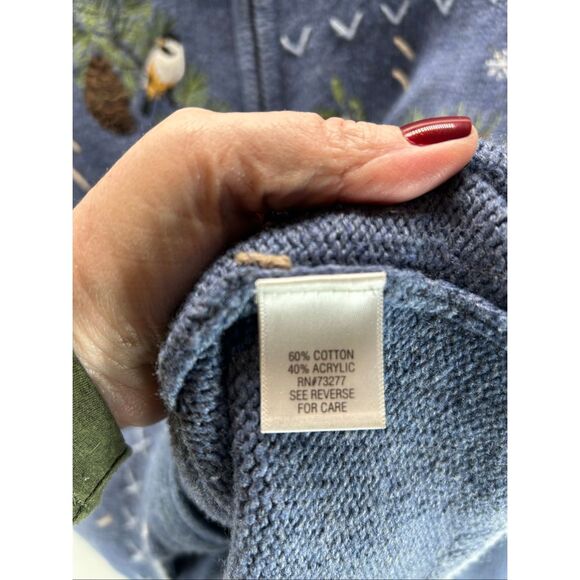 60% COTTON
40% ACRYLIC
RN#73277
SEE REVERSE
FOR CARE